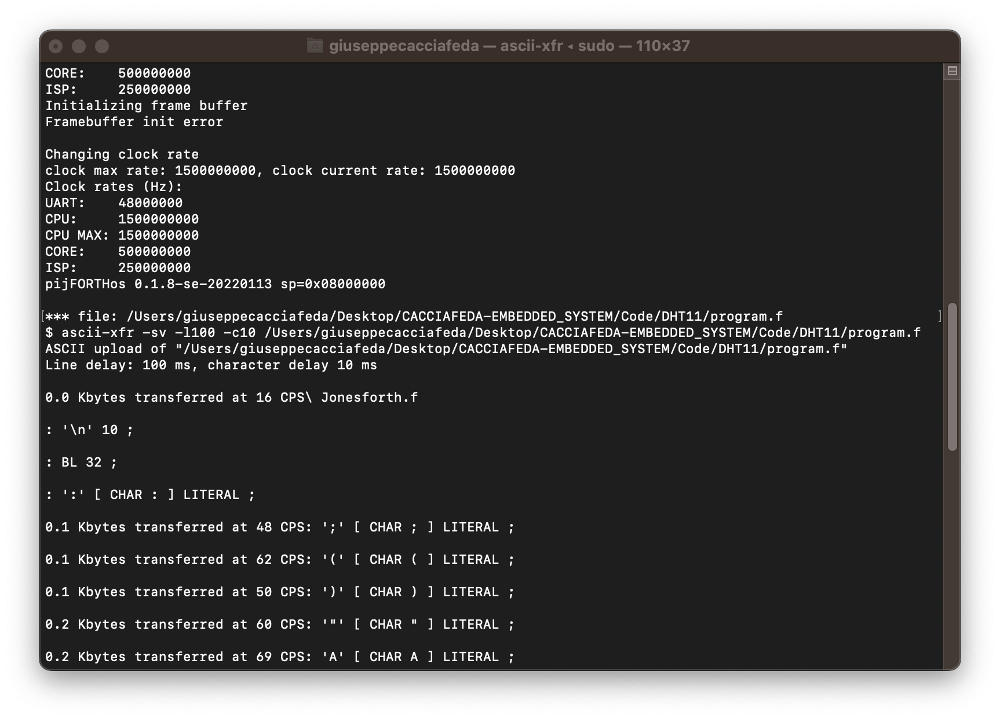 giuseppecacciafeda — ascii-xfr ◂ sudo — 110×37
CORE:    500000000
ISP:     250000000
Initializing frame buffer
Framebuffer init error
Changing clock rate
clock max rate: 1500000000, clock current rate: 1500000000
Clock rates (Hz):
UART:    48000000
CPU:     1500000000
CPU MAX: 1500000000
CORE:    500000000
ISP:     250000000
pijFORTHos 0.1.8-se-20220113 sp=0x08000000
[*** file: /Users/giuseppecacciafeda/Desktop/CACCIAFEDA-EMBEDDED_SYSTEM/Code/DHT11/program.f ]
$ ascii-xfr -sv -l100 -c10 /Users/giuseppecacciafeda/Desktop/CACCIAFEDA-EMBEDDED_SYSTEM/Code/DHT11/program.f
ASCII upload of "/Users/giuseppecacciafeda/Desktop/CACCIAFEDA-EMBEDDED_SYSTEM/Code/DHT11/program.f"
Line delay: 100 ms, character delay 10 ms
0.0 Kbytes transferred at 16 CPS\ Jonesforth.f
: '\n' 10 ;
: BL 32 ;
: ':' [ CHAR : ] LITERAL ;
0.1 Kbytes transferred at 48 CPS: ';' [ CHAR ; ] LITERAL ;
0.1 Kbytes transferred at 62 CPS: '(' [ CHAR ( ] LITERAL ;
0.1 Kbytes transferred at 50 CPS: ')' [ CHAR ) ] LITERAL ;
0.2 Kbytes transferred at 60 CPS: '"' [ CHAR " ] LITERAL ;
0.2 Kbytes transferred at 69 CPS: 'A' [ CHAR A ] LITERAL ;